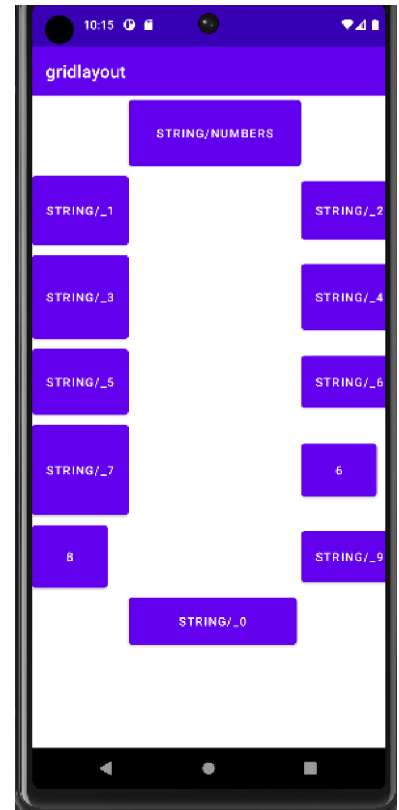 10:15
gridlayout
STRING/NUMBERS
STRING/_1
STRING/_2
STRING/_3
STRING/_4
STRING/_5
STRING/_6
STRING/_7
6
8
STRING/_9
STRING/_0